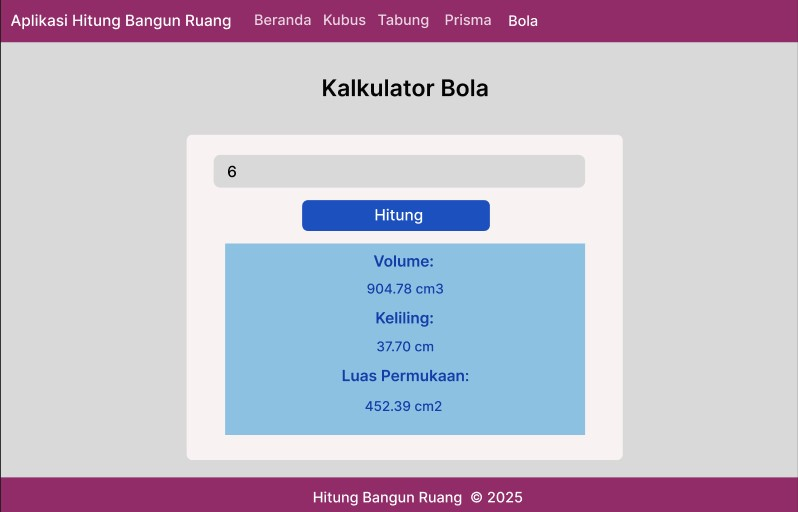 Aplikasi Hitung Bangun Ruang Beranda Kubus Tabung Prisma Bola
Kalkulator Bola
6
Hitung
Volume:
904.78 cm3
Keliling:
37.70 cm
Luas Permukaan:
452.39 cm2
Hitung Bangun Ruang © 2025